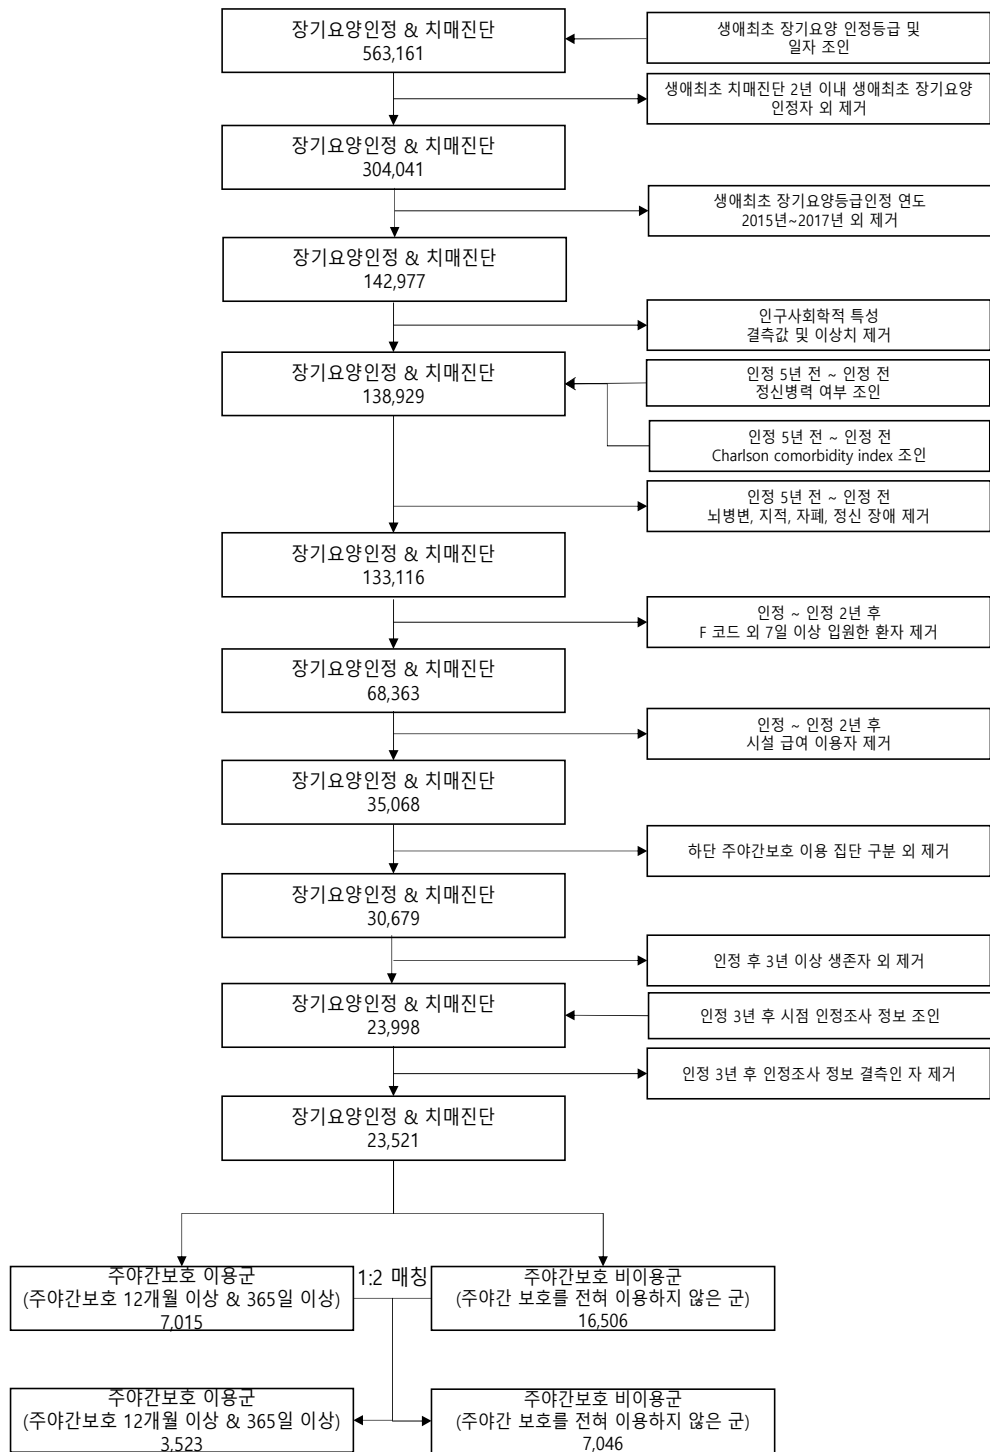 장기요양인정 & 치매진단
563,161
생애최초 장기요양 인정등급 및
일자 조인
생애최초 치매진단 2년 이내 생애최초 장기요양
인정자 외 제거
장기요양인정 & 치매진단
304,041
생애최초 장기요양등급인정 연도
2015년~2017년 외 제거
장기요양인정 & 치매진단
142,977
인구사회학적 특성
결측값 및 이상치 제거
장기요양인정 & 치매진단
138,929
인정 5년 전 ~ 인정 전
정신병력 여부 조인
인정 5년 전 ~ 인정 전
Charlson comorbidity index 조인
인정 5년 전 ~ 인정 전
뇌병변, 지적, 자폐, 정신 장애 제거
장기요양인정 & 치매진단
133,116
인정 ~ 인정 2년 후
F 코드 외 7일 이상 입원한 환자 제거
장기요양인정 & 치매진단
68,363
인정 ~ 인정 2년 후
시설 급여 이용자 제거
장기요양인정 & 치매진단
35,068
하단 주야간보호 이용 집단 구분 외 제거
장기요양인정 & 치매진단
30,679
인정 후 3년 이상 생존자 외 제거
장기요양인정 & 치매진단
23,998
인정 3년 후 시점 인정조사 정보 조인
인정 3년 후 인정조사 정보 결측인 자 제거
장기요양인정 & 치매진단
23,521
주야간보호 이용군
(주야간보호 12개월 이상 & 365일 이상)
7,015
1:2 매칭
주야간보호 비이용군
(주야간 보호를 전혀 이용하지 않은 군)
16,506
주야간보호 이용군
(주야간보호 12개월 이상 & 365일 이상)
3,523
주야간보호 비이용군
(주야간 보호를 전혀 이용하지 않은 군)
7,046